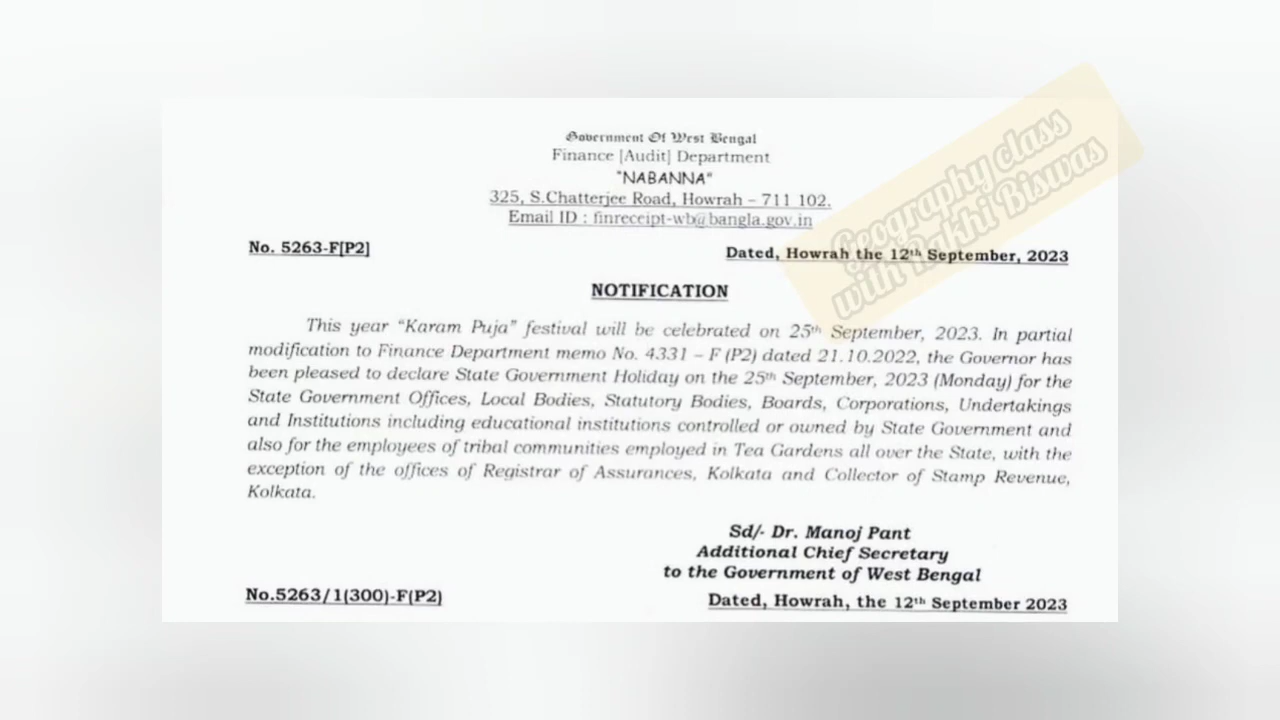 Government Of West Bengal
Finance [Audit] Department
"NABANNA"
325, S.Chatterjee Road, Howrah – 711 102.
Email ID : finreceipt-wb@bangla.gov.in
No. 5263-F[P2]
Dated, Howrah the 12th September, 2023
Geography class
with Rakhi Biswas
NOTIFICATION
This year "Karam Puja" festival will be celebrated on 25th September, 2023. In partial
modification to Finance Department memo No. 4331 – F (P2) dated 21.10.2022, the Governor has
been pleased to declare State Government Holiday on the 25th September, 2023 (Monday) for the
State Government Offices, Local Bodies, Statutory Bodies, Boards, Corporations, Undertakings
and Institutions including educational institutions controlled or owned by State Government and
also for the employees of tribal communities employed in Tea Gardens all over the State, with the
exception of the offices of Registrar of Assurances, Kolkata and Collector of Stamp Revenue,
Kolkata.
Sd/- Dr. Manoj Pant
Additional Chief Secretary
to the Government of West Bengal
No.5263/1(300)-F(P2)
Dated, Howrah, the 12th September 2023